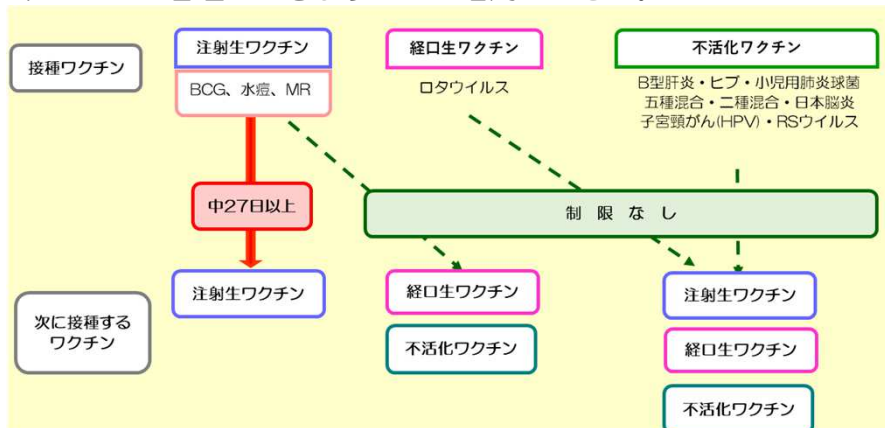 接種ワクチン
注射生ワクチン
BCG、水痘、MR
経口生ワクチン
ロタウイルス
不活化ワクチン
B型肝炎・ヒブ・小児用肺炎球菌
五種混合・二種混合・日本脳炎
子宮頸がん(HPV)・RSウイルス
中27日以上
制限なし
次に接種する
ワクチン
注射生ワクチン
経口生ワクチン
不活化ワクチン
注射生ワクチン
経口生ワクチン
不活化ワクチン